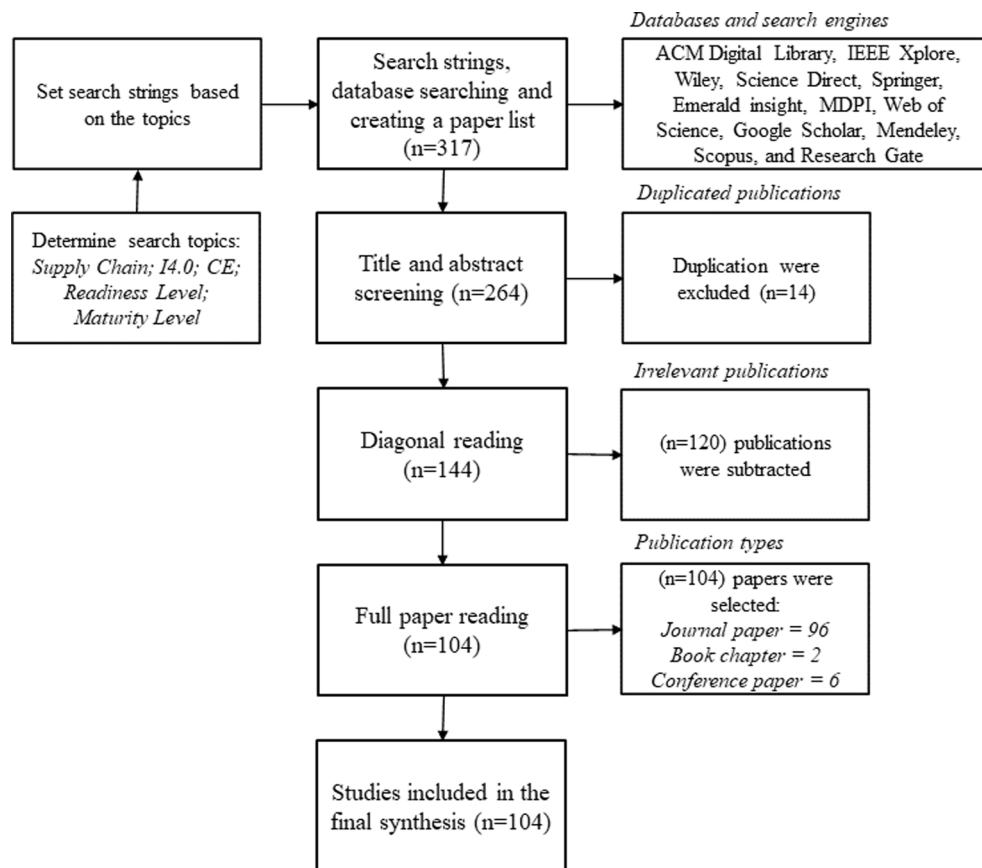 Databases and search engines
Set search strings based
on the topics
Search strings,
database searching and
creating a paper list
(n=317)
ACM Digital Library, IEEE Xplore,
Wiley, Science Direct, Springer,
Emerald insight, MDPI, Web of
Science, Google Scholar, Mendeley,
Scopus, and Research Gate
Determine search topics:
Supply Chain; I4.0; CE;
Readiness Level;
Maturity Level
Duplicated publications
Title and abstract
screening (n=264)
Duplication were
excluded (n=14)
Irrelevant publications
Diagonal reading
(n=144)
(n=120) publications
were subtracted
Publication types
Full paper reading
(n=104)
(n=104) papers were
selected:
Journal paper = 96
Book chapter = 2
Conference paper = 6
Studies included in the
final synthesis (n=104)